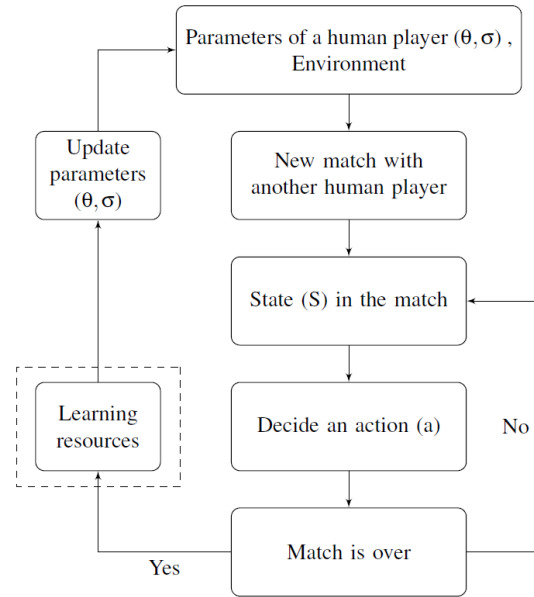 Parameters of a human player (θ, σ) ,
Environment
Update
parameters
(θ, σ)
New match with
another human player
State (S) in the match
Learning
resources
Decide an action (a)
No
Match is over
Yes